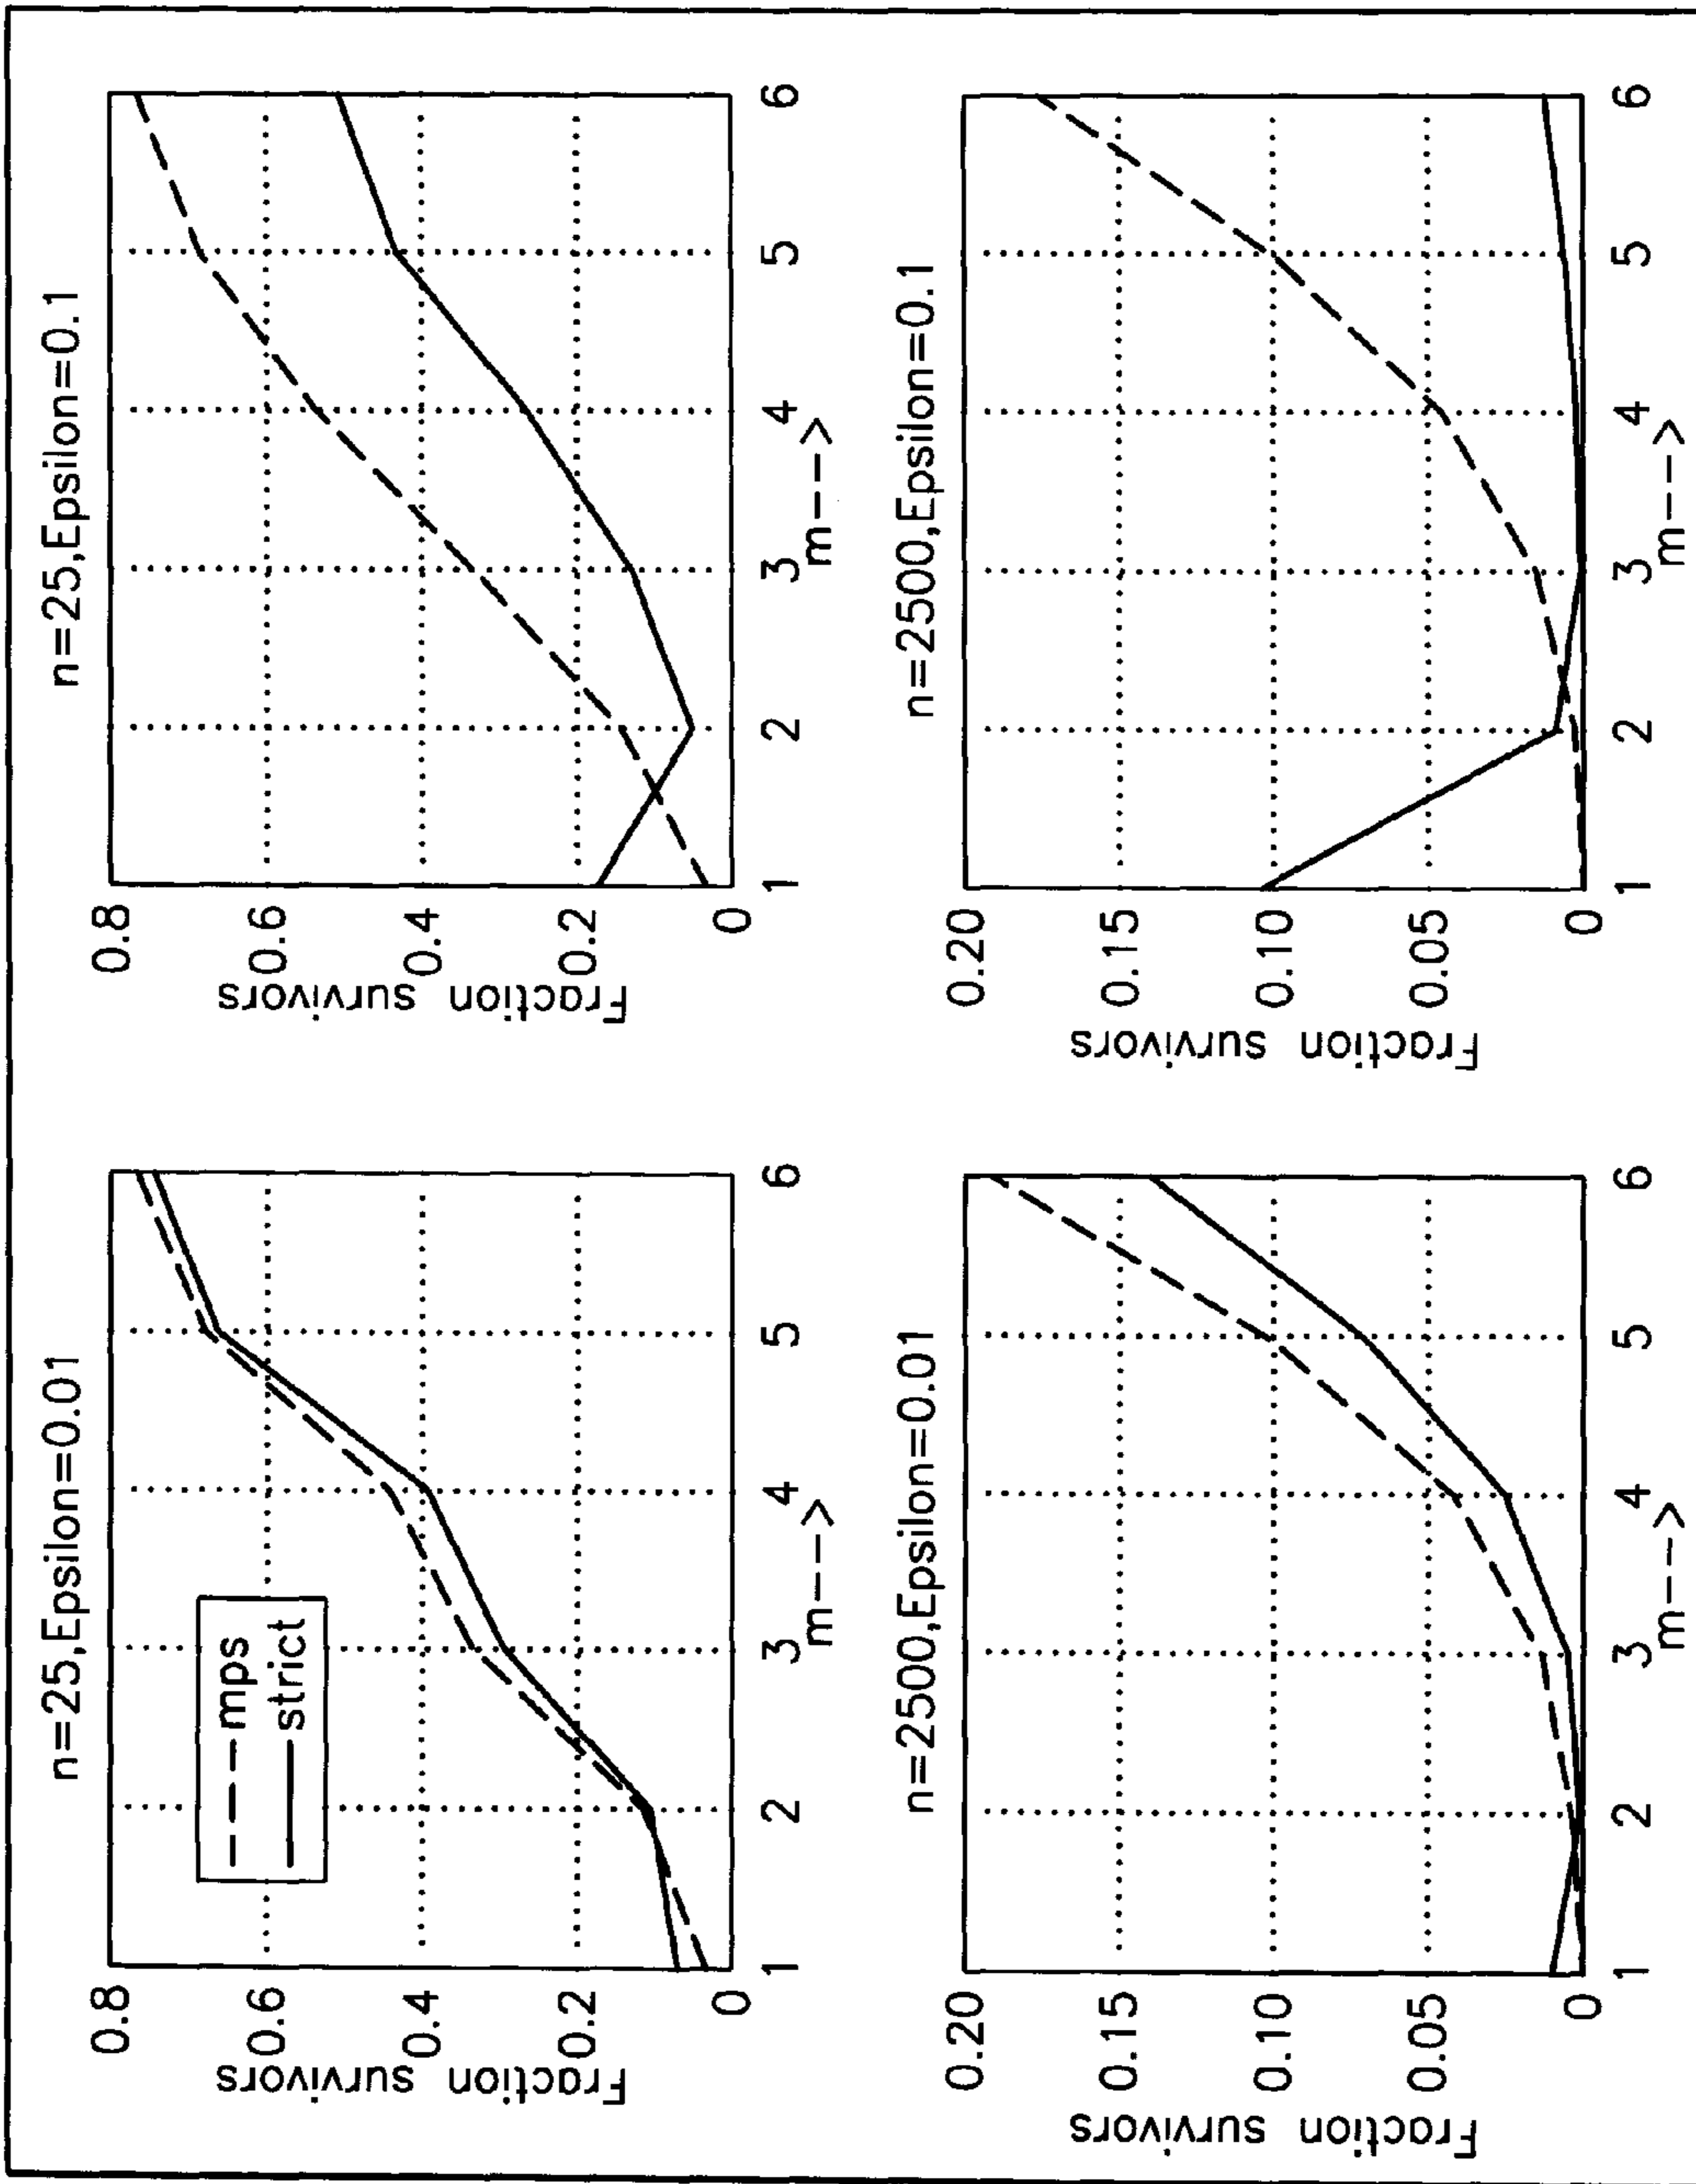 n=25,Epsilon=0.01
Fraction survivors
0.8
0.6
0.4
0.2
0
mps
strict
1 2 3 4 5 6
m-->
n=25,Epsilon=0.1
Fraction survivors
0.8
0.6
0.4
0.2
0
1 2 3 4 5 6
m-->
n=2500,Epsilon=0.01
Fraction survivors
0.20
0.15
0.10
0.05
0
1 2 3 4 5 6
m-->
n=2500,Epsilon=0.1
Fraction survivors
0.20
0.15
0.10
0.05
0
1 2 3 4 5 6
m-->